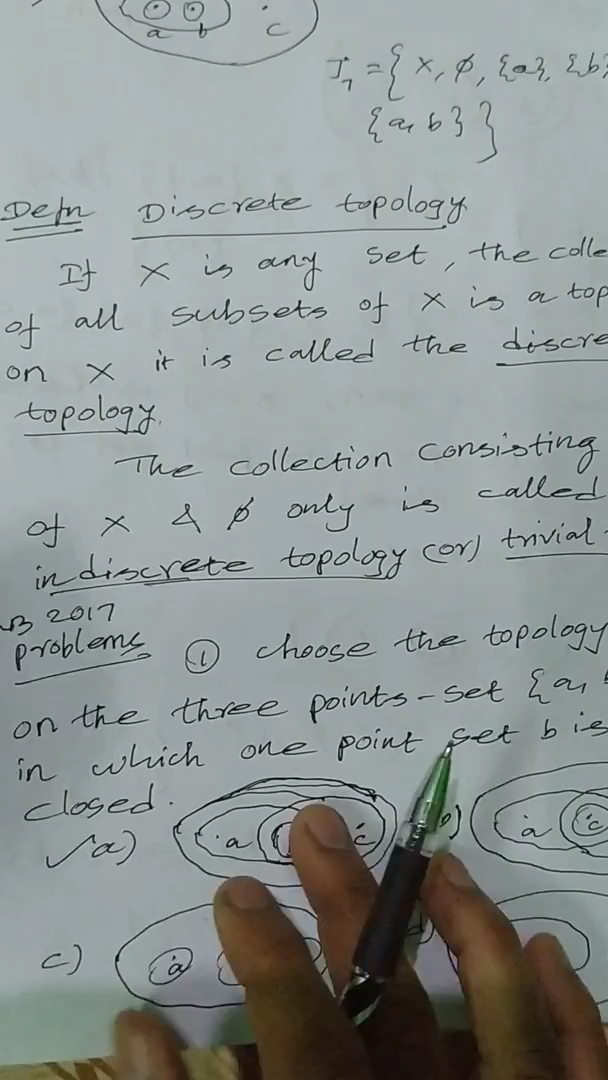 a b c
J₁ = { X, ϕ, {a}, {b}
{a, b} }
Defn Discrete topology
If X is any set, the colle
of all subsets of X is a top
on X it is called the discre
topology.
The collection consisting
of X & ϕ only is called
indiscrete topology (or) trivial
2017
problems ① choose the topology
on the three points-set {a,
in which one point set b is
closed.
✓a) a c b) a c
c) a